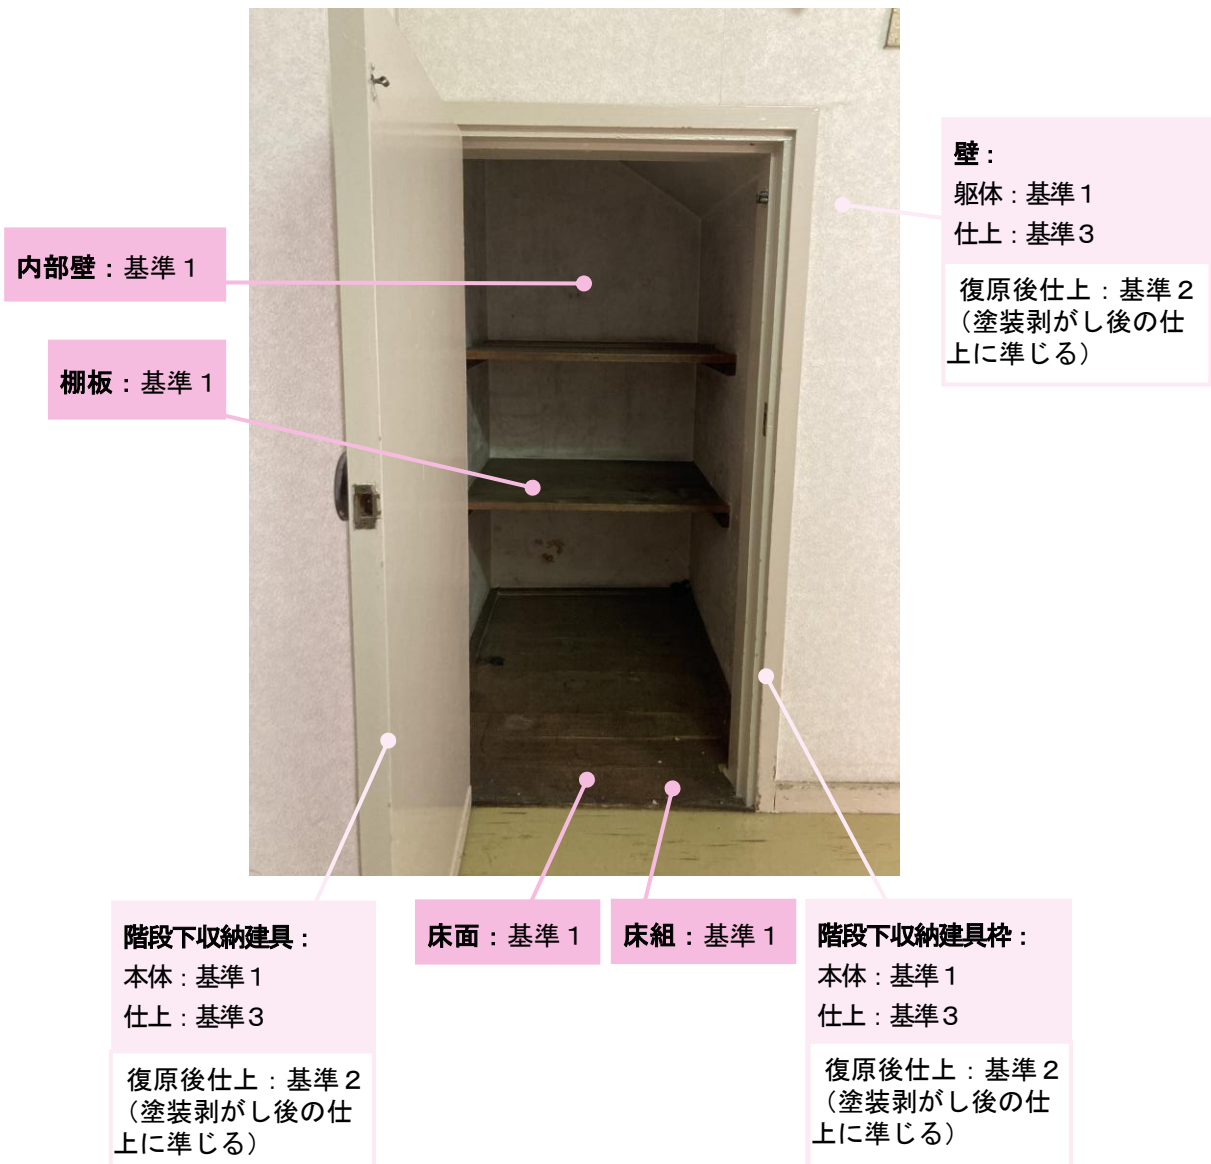 壁：
躯体：基準１
仕上：基準３
復原後仕上：基準２
（塗装剥がし後の仕
上に準じる）
内部壁：基準１
棚板：基準１
階段下収納建具：
本体：基準１
仕上：基準３
復原後仕上：基準２
（塗装剥がし後の仕
上に準じる）
床面：基準１
床組：基準１
階段下収納建具枠：
本体：基準１
仕上：基準３
復原後仕上：基準２
（塗装剥がし後の仕
上に準じる）